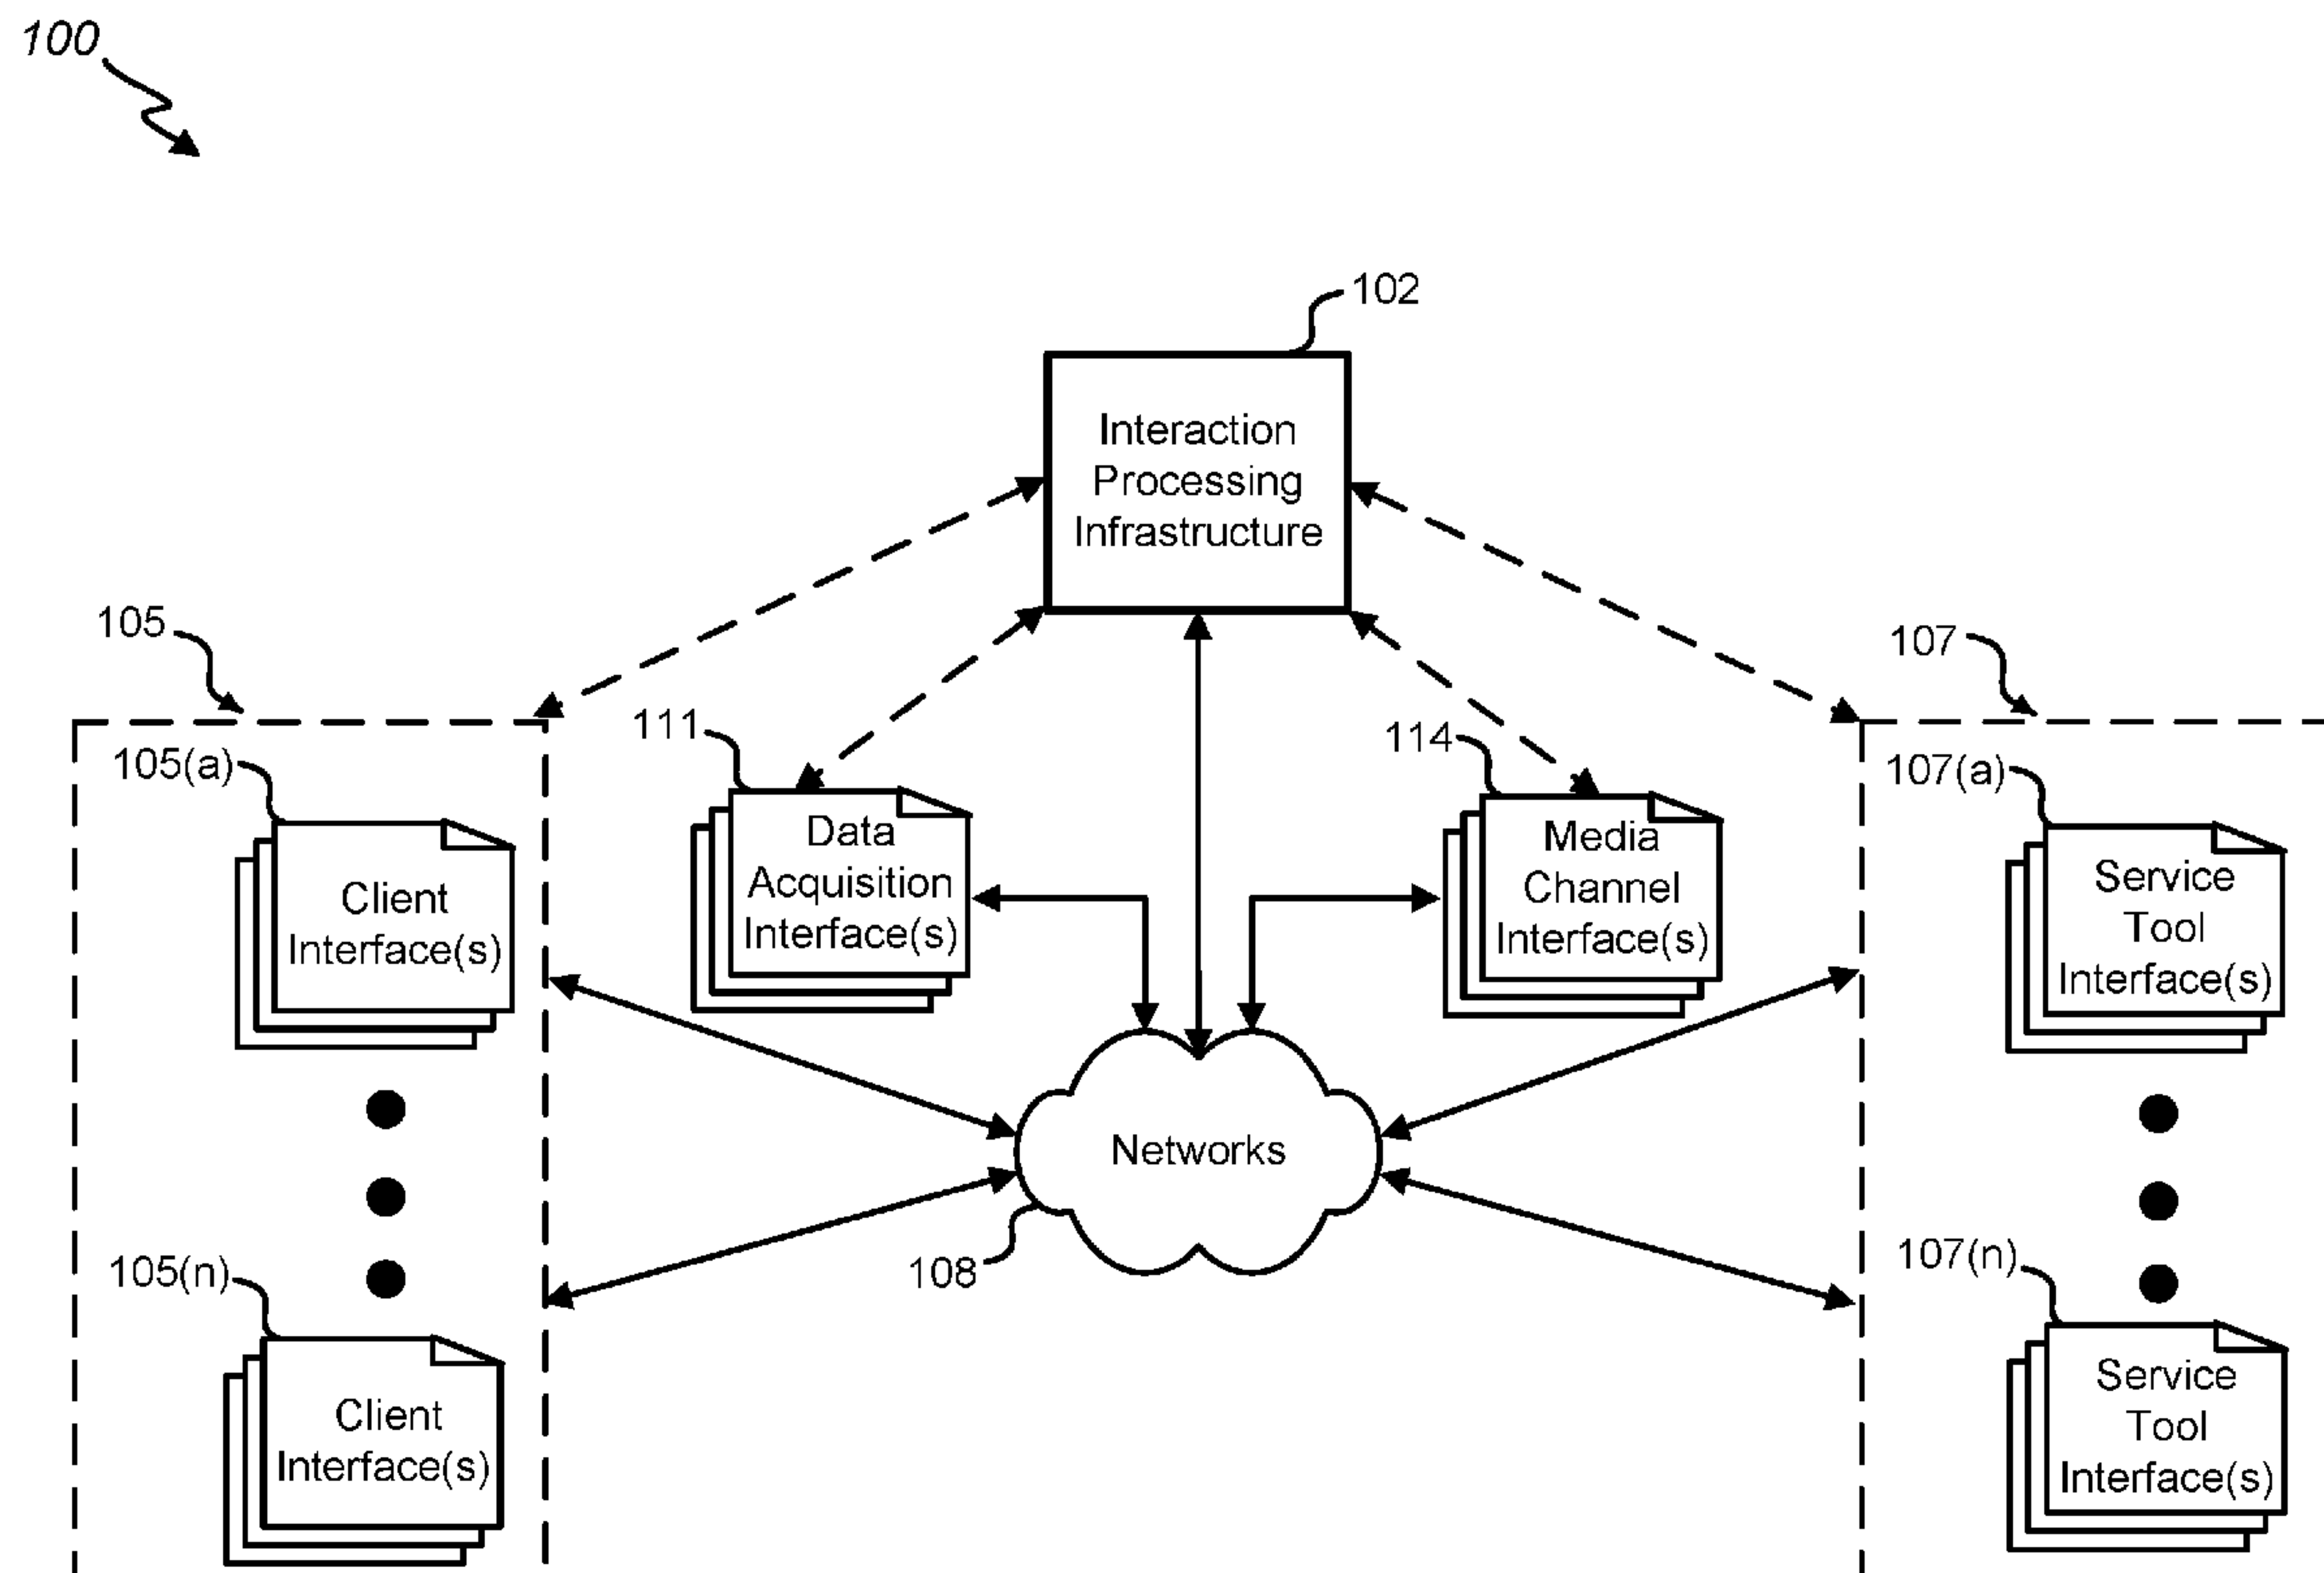 100
102
Interaction
Processing
Infrastructure
105
107
111
114
105(a)
107(a)
Data
Acquisition
Interface(s)
Media
Channel
Interface(s)
Client
Interface(s)
Service
Tool
Interface(s)
Networks
108
105(n)
107(n)
Client
Interface(s)
Service
Tool
Interface(s)